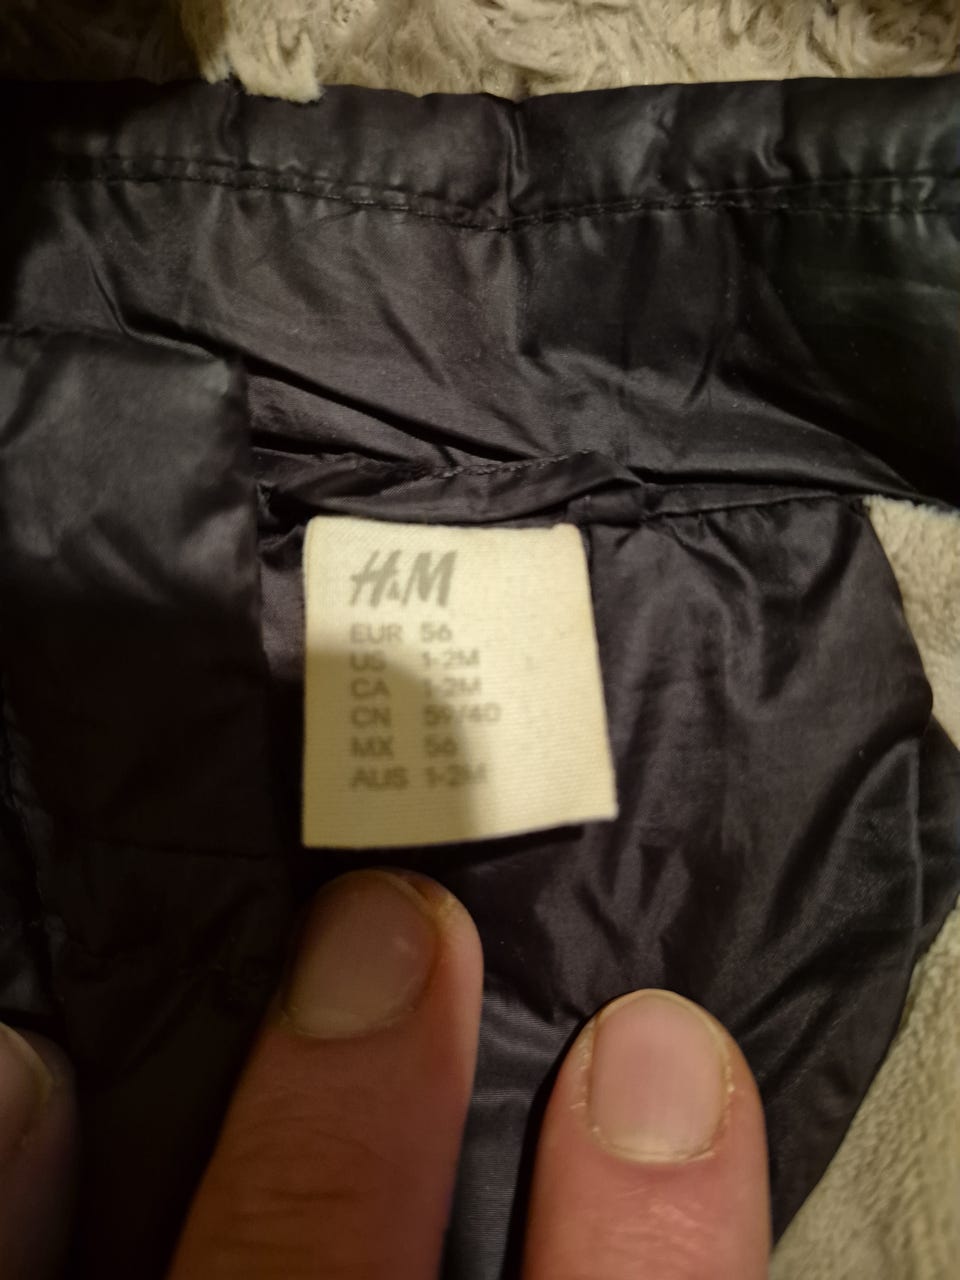 H&M
EUR 56
US 1-2M
CA 1-2M
CN 59/40
MX 56
AUS 1-2M